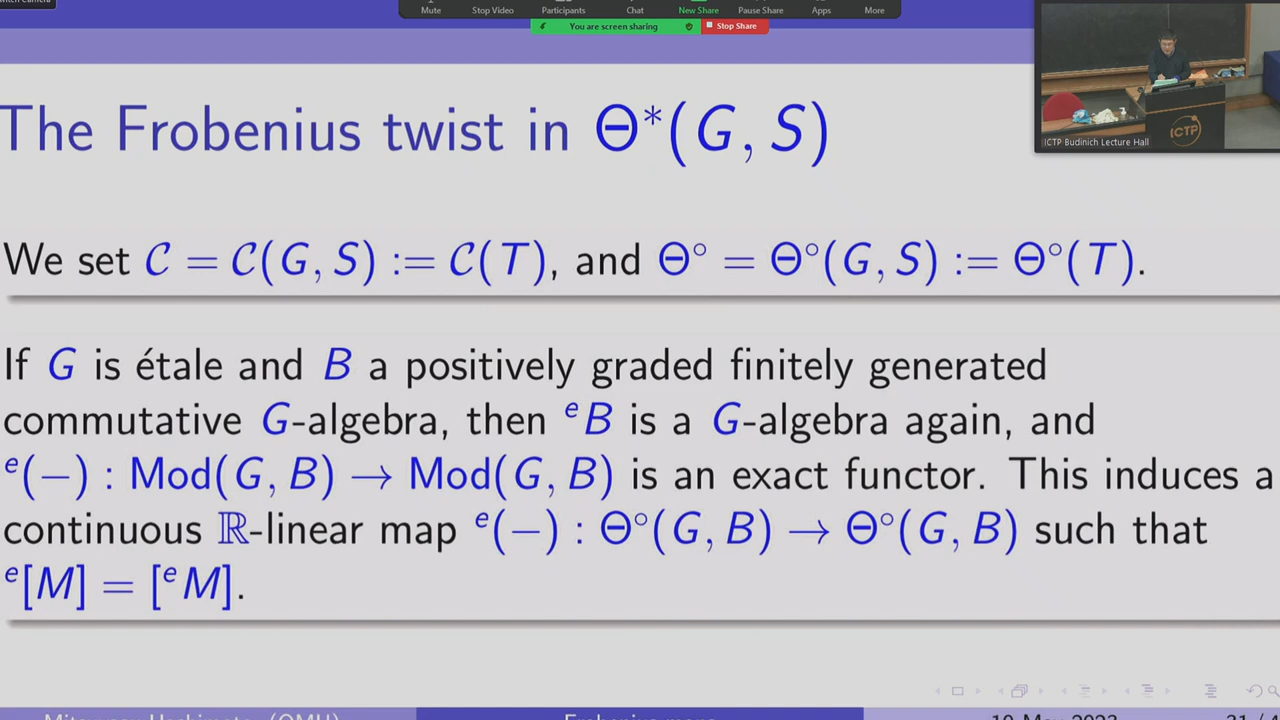 Mute Stop Video Participants Chat New Share Pause Share Apps More
You are screen sharing Stop Share
ICTP
ICTP Budinich Lecture Hall
The Frobenius twist in Θ*(G, S)
We set 𝒞 = 𝒞(G, S) := 𝒞(T), and Θ° = Θ°(G, S) := Θ°(T).
If G is étale and B a positively graded finitely generated
commutative G-algebra, then ᵉB is a G-algebra again, and
ᵉ(−) : Mod(G, B) → Mod(G, B) is an exact functor. This induces a
continuous ℝ-linear map ᵉ(−) : Θ°(G, B) → Θ°(G, B) such that
ᵉ[M] = [ᵉM].